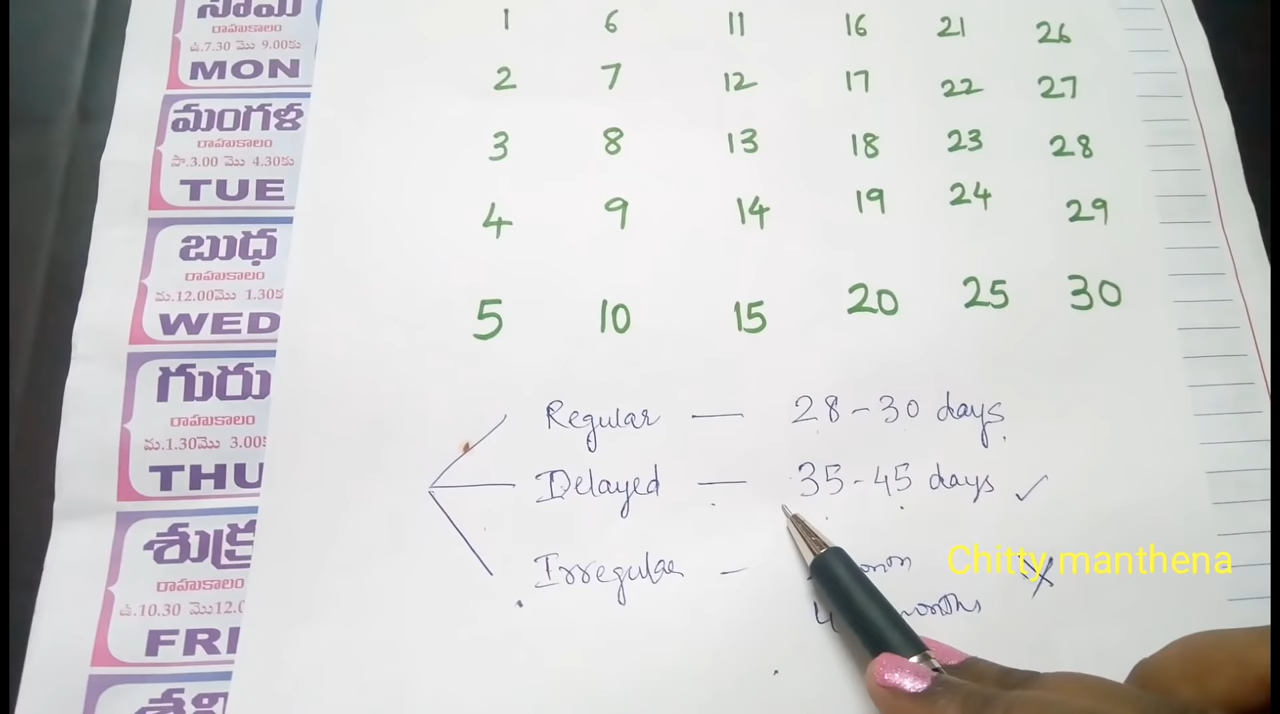 సోమ
రాహుకాలం
ఉ.7.30 మొ 9.00కు
MON
మంగళ
రాహుకాలం
సా.3.00 మొ 4.30కు
TUE
బుధ
రాహుకాలం
మ.12.00మొ 1.30క
WED
గురు
రాహుకాలం
మ.1.30మొ 3.00
THU
శుక్ర
రాహుకాలం
ఉ.10.30 మొ12.0
FRI
1 6 11 16 21 26
2 7 12 17 22 27
3 8 13 18 23 28
4 9 14 19 24 29
5 10 15 20 25 30
Regular — 28-30 days
Delayed — 35-45 days ✓
Irregular —
Chitty manthena